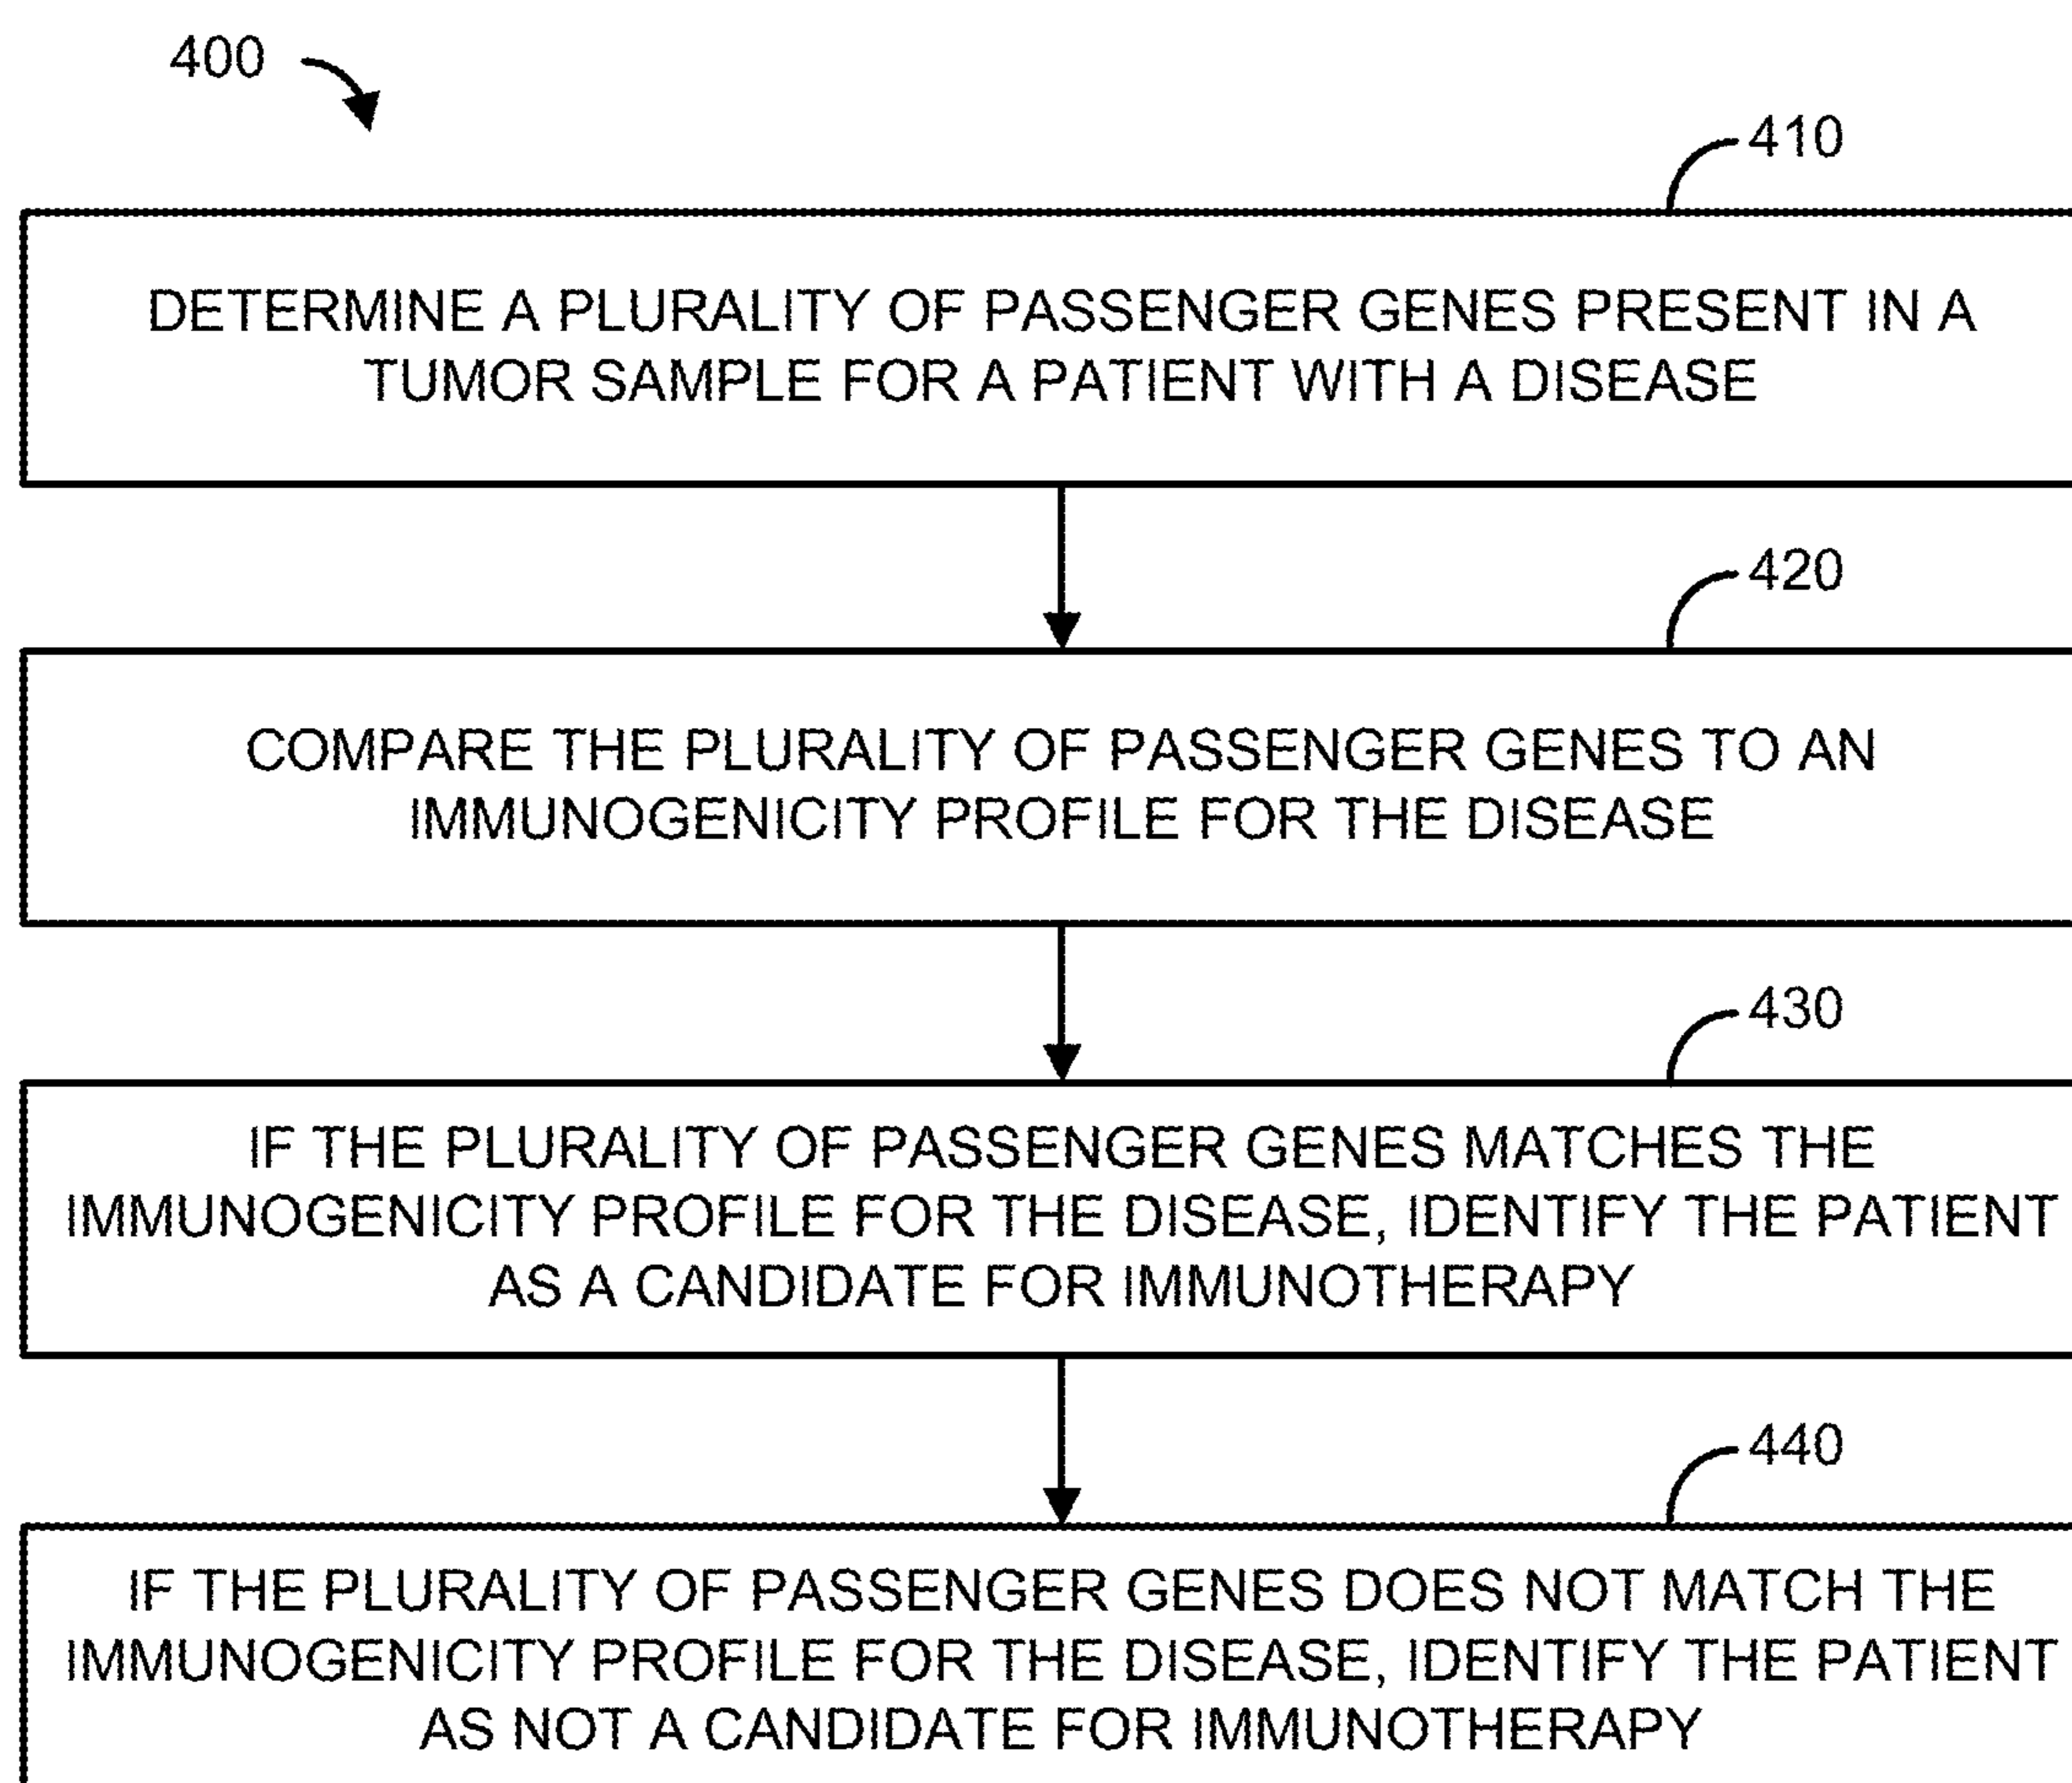 400
410
DETERMINE A PLURALITY OF PASSENGER GENES PRESENT IN A
TUMOR SAMPLE FOR A PATIENT WITH A DISEASE
420
COMPARE THE PLURALITY OF PASSENGER GENES TO AN
IMMUNOGENICITY PROFILE FOR THE DISEASE
430
IF THE PLURALITY OF PASSENGER GENES MATCHES THE
IMMUNOGENICITY PROFILE FOR THE DISEASE, IDENTIFY THE PATIENT
AS A CANDIDATE FOR IMMUNOTHERAPY
440
IF THE PLURALITY OF PASSENGER GENES DOES NOT MATCH THE
IMMUNOGENICITY PROFILE FOR THE DISEASE, IDENTIFY THE PATIENT
AS NOT A CANDIDATE FOR IMMUNOTHERAPY